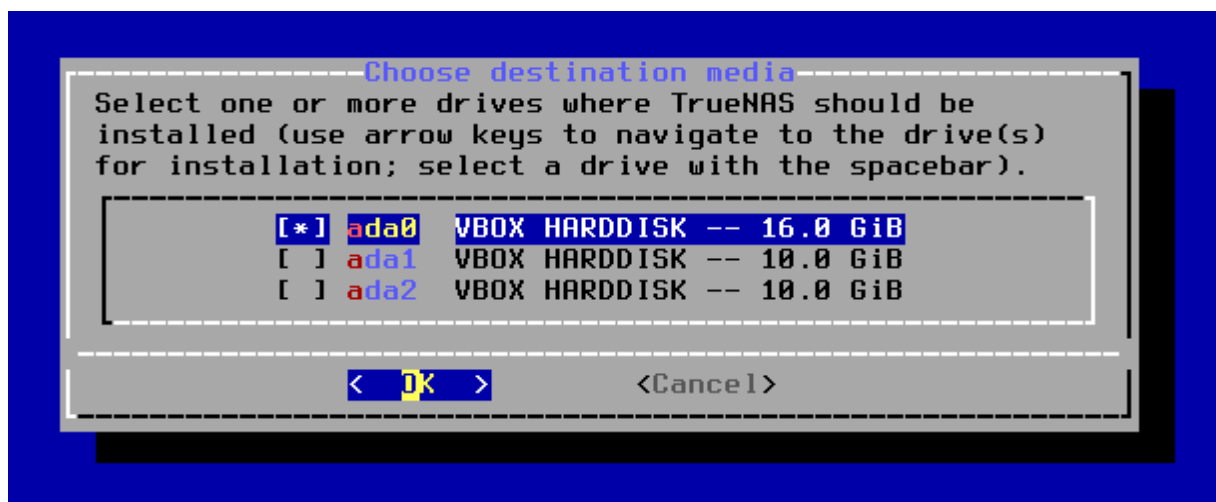 Choose destination media
Select one or more drives where TrueNAS should be
installed (use arrow keys to navigate to the drive(s)
for installation; select a drive with the spacebar).
[*] ada0 VBOX HARDDISK -- 16.0 GiB
[ ] ada1 VBOX HARDDISK -- 10.0 GiB
[ ] ada2 VBOX HARDDISK -- 10.0 GiB
< OK > <Cancel>